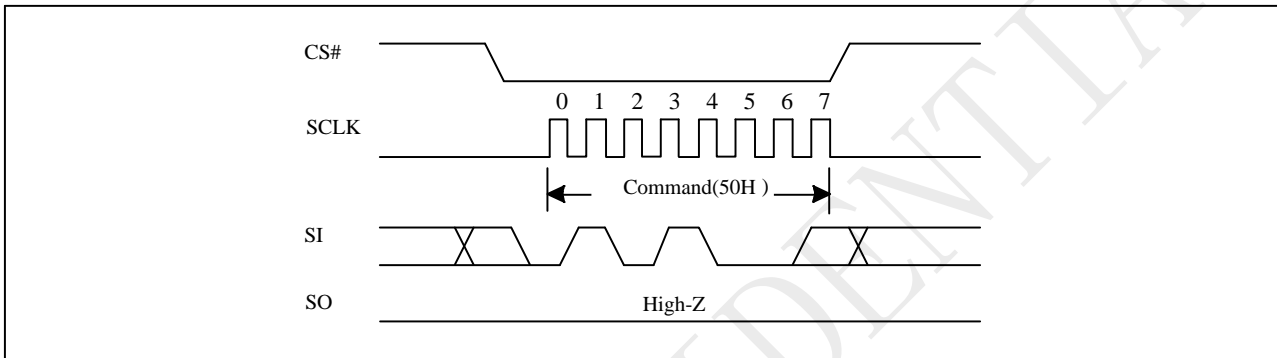 CS#
0 1 2 3 4 5 6 7
SCLK
Command(50H )
SI
SO High-Z